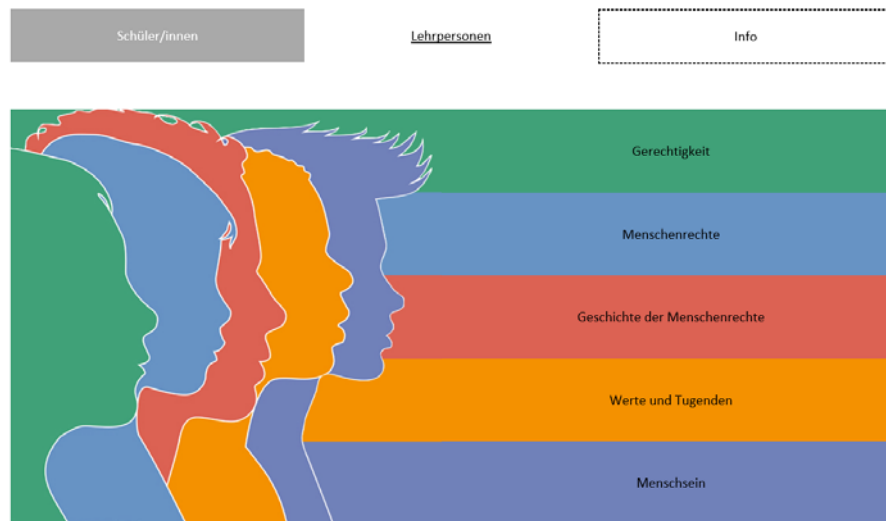 Schüler/innen
Lehrpersonen
Info
Gerechtigkeit
Menschenrechte
Geschichte der Menschenrechte
Werte und Tugenden
Menschsein